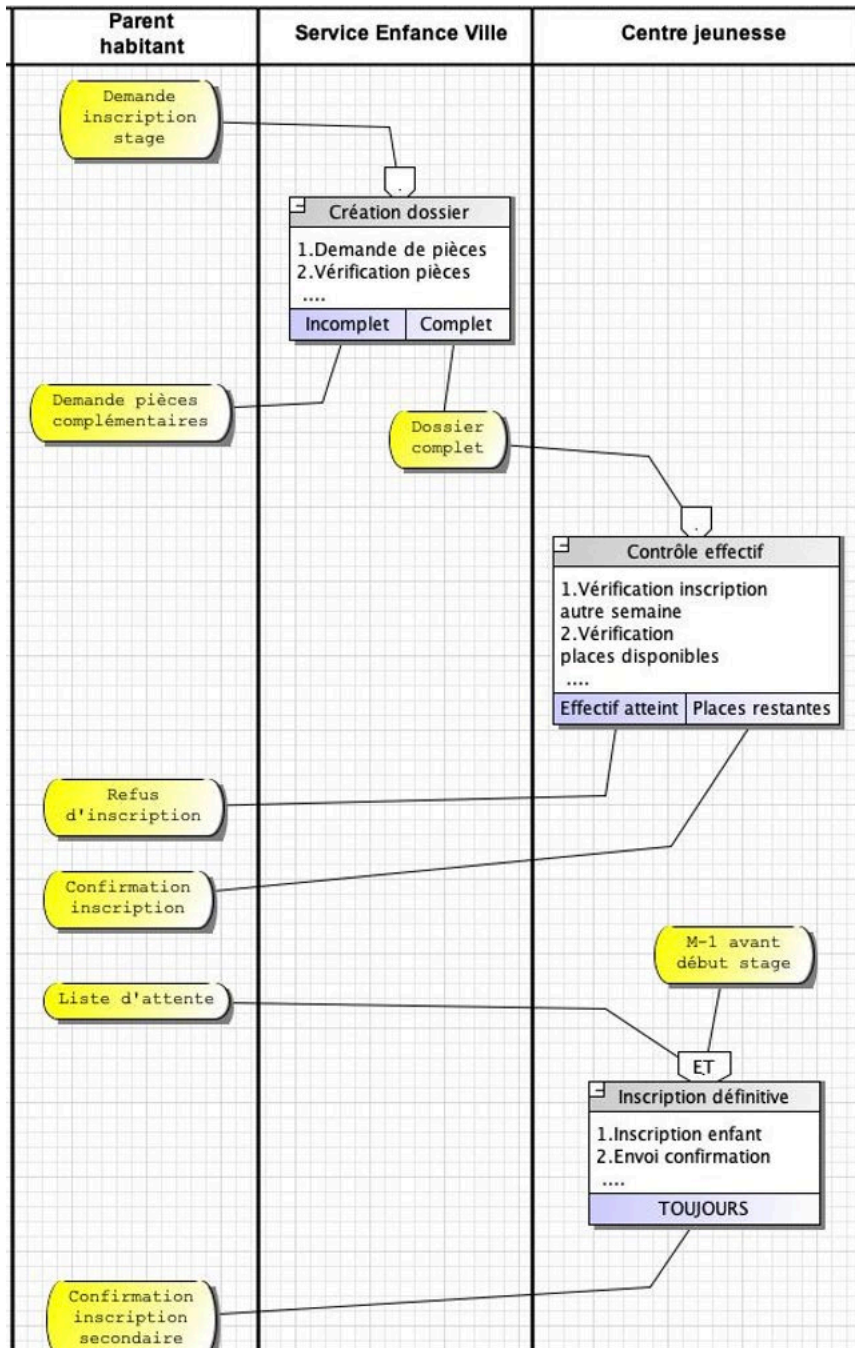 Parent
habitant
Service Enfance Ville
Centre jeunesse
Demande
inscription
stage
.
Création dossier
1.Demande de pièces
2.Vérification pièces
....
Incomplet
Complet
Demande pièces
complémentaires
Dossier
complet
.
Contrôle effectif
1.Vérification inscription
autre semaine
2.Vérification
places disponibles
....
Effectif atteint
Places restantes
Refus
d'inscription
Confirmation
inscription
M-1 avant
début stage
Liste d'attente
ET
Inscription définitive
1.Inscription enfant
2.Envoi confirmation
....
TOUJOURS
Confirmation
inscription
secondaire